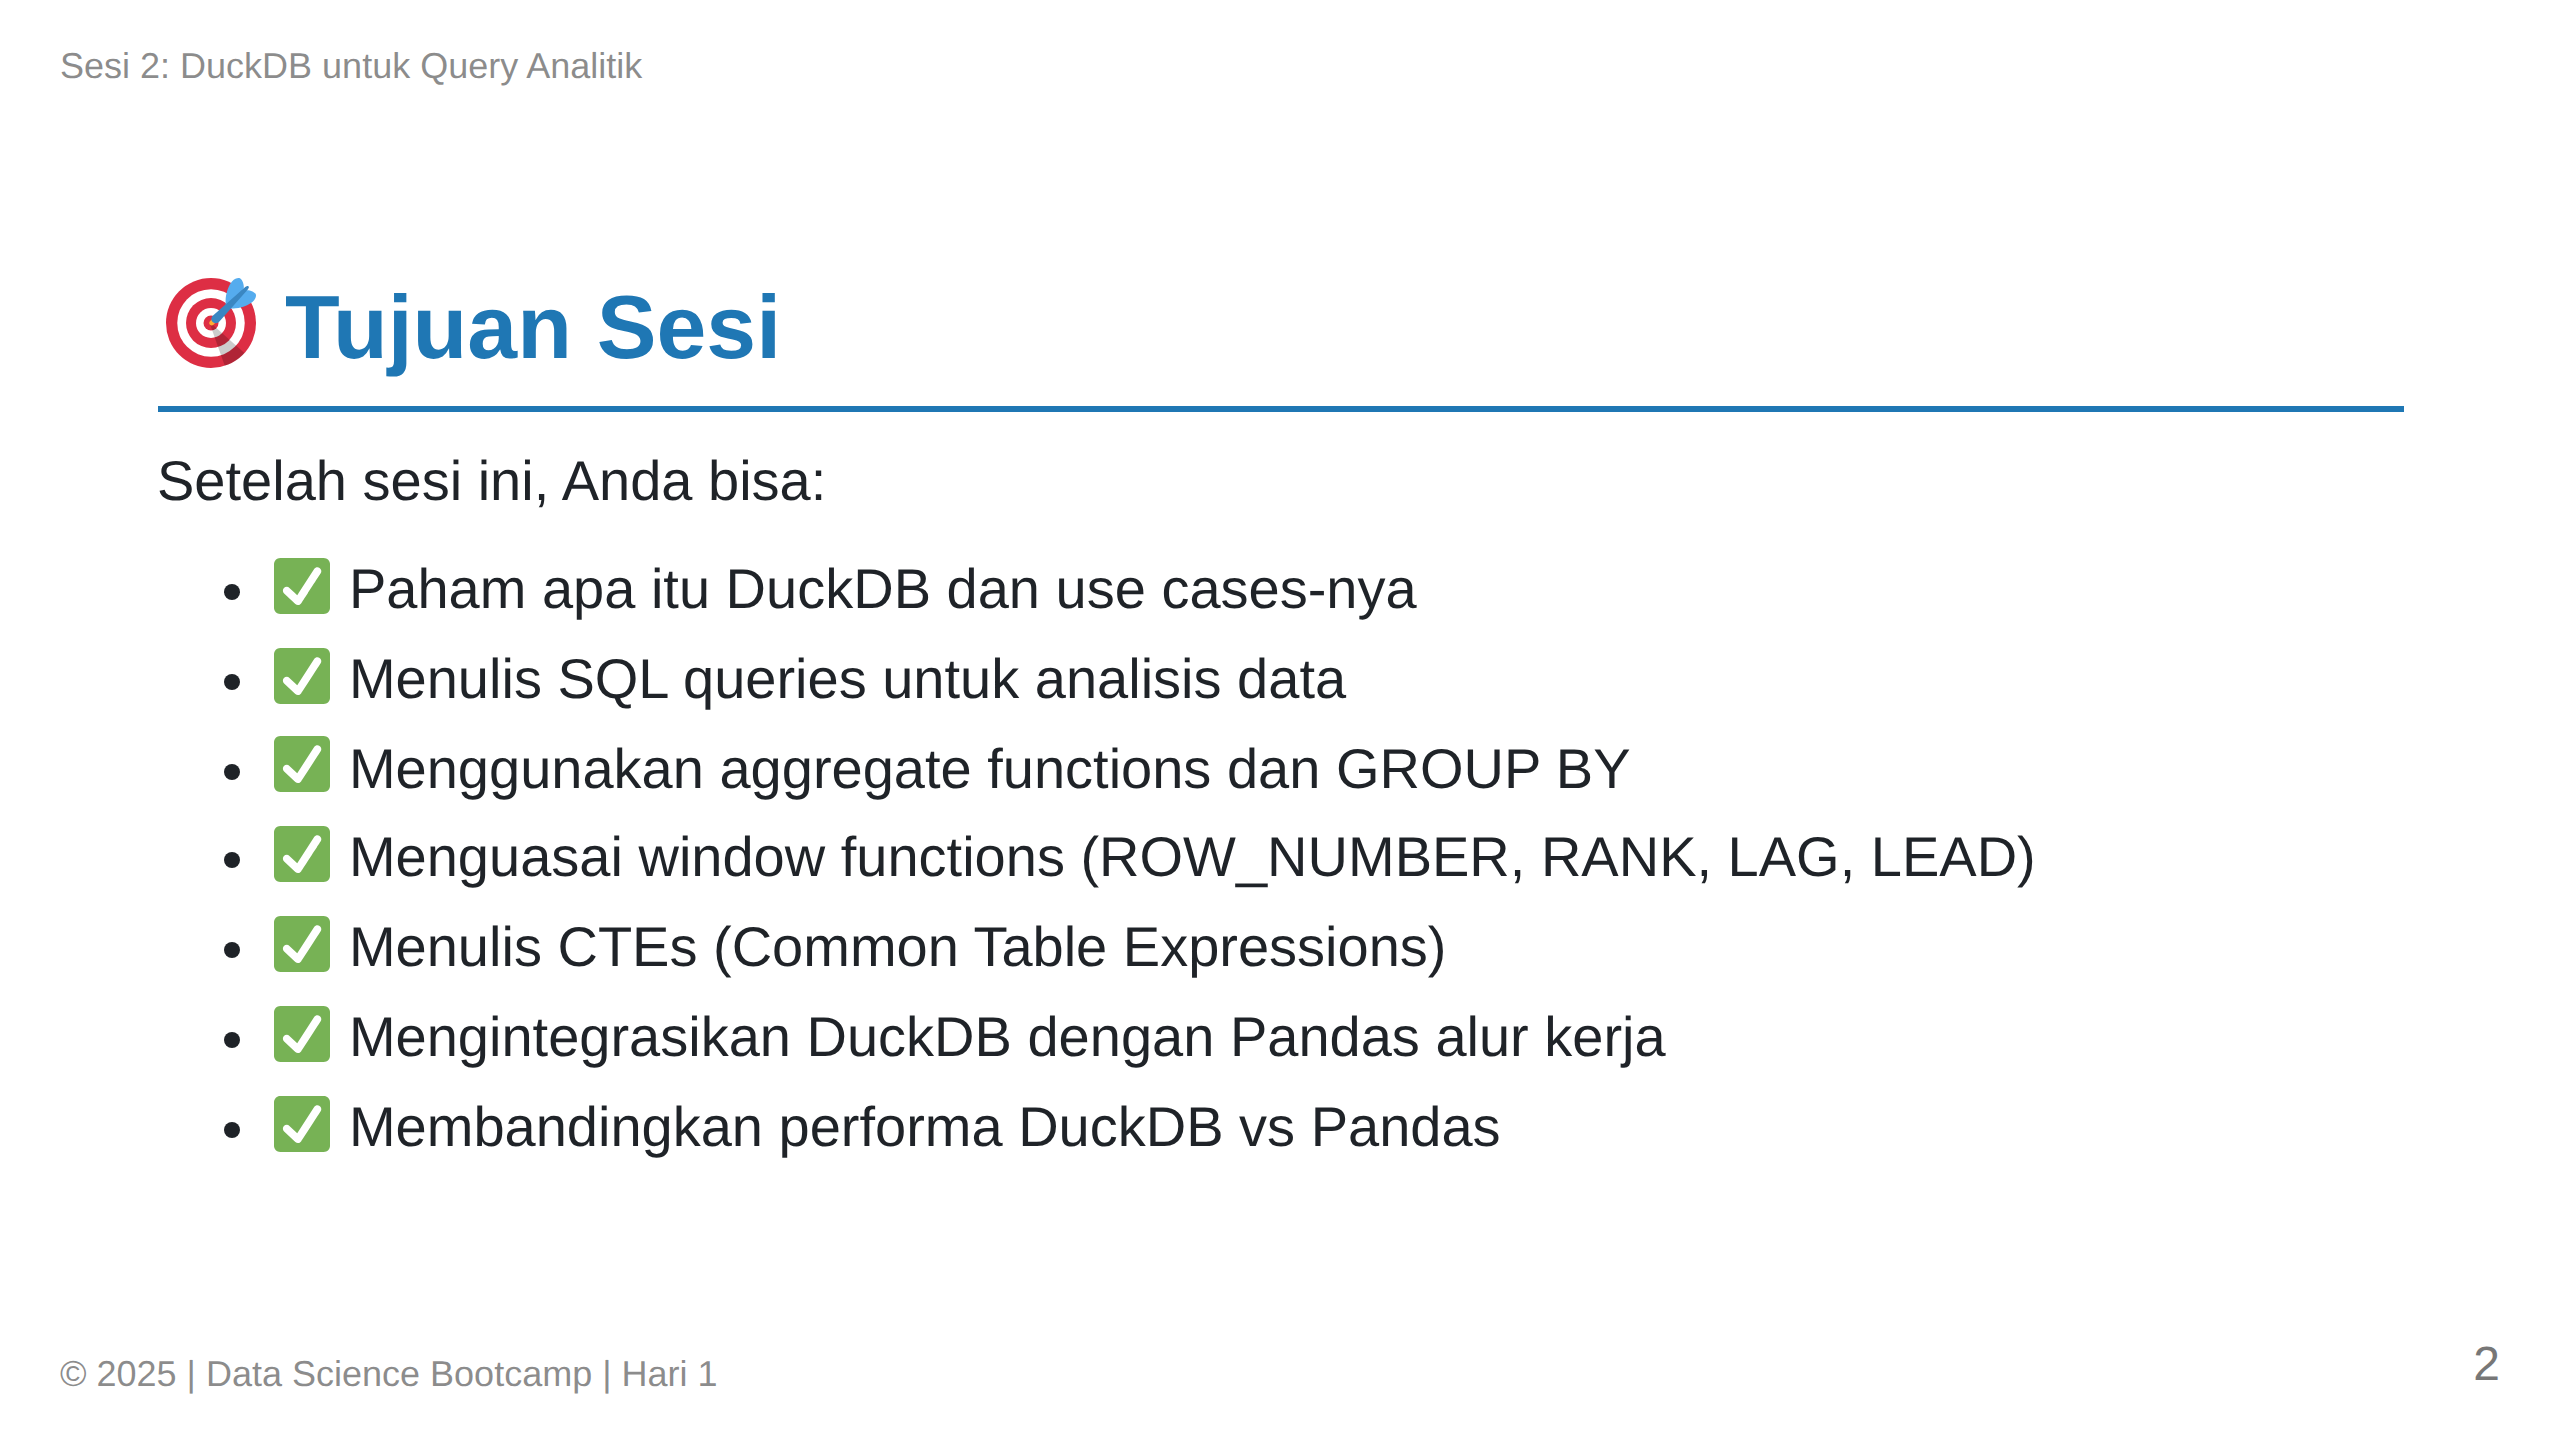 Sesi 2: DuckDB untuk Query Analitik
🎯 Tujuan Sesi
Setelah sesi ini, Anda bisa:
• ✅ Paham apa itu DuckDB dan use cases-nya
• ✅ Menulis SQL queries untuk analisis data
• ✅ Menggunakan aggregate functions dan GROUP BY
• ✅ Menguasai window functions (ROW_NUMBER, RANK, LAG, LEAD)
• ✅ Menulis CTEs (Common Table Expressions)
• ✅ Mengintegrasikan DuckDB dengan Pandas alur kerja
• ✅ Membandingkan performa DuckDB vs Pandas
© 2025 | Data Science Bootcamp | Hari 1
2